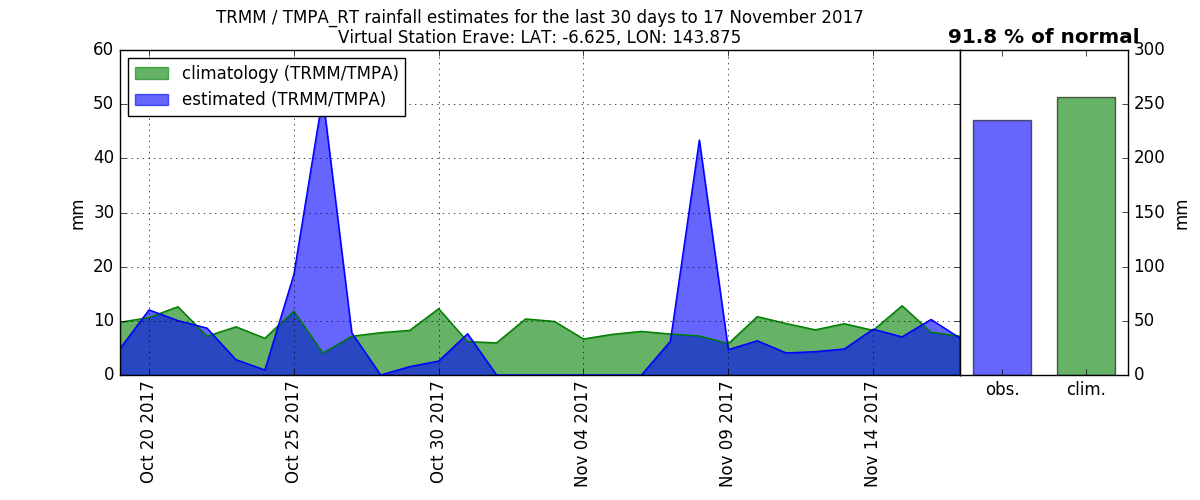 TRMM / TMPA_RT rainfall estimates for the last 30 days to 17 November 2017
Virtual Station Erave: LAT: -6.625, LON: 143.875
91.8 % of normal
climatology (TRMM/TMPA)
estimated (TRMM/TMPA)
60
50
40
30
20
10
0
mm
Oct 20 2017
Oct 25 2017
Oct 30 2017
Nov 04 2017
Nov 09 2017
Nov 14 2017
obs.
clim.
300
250
200
150
100
50
0
mm